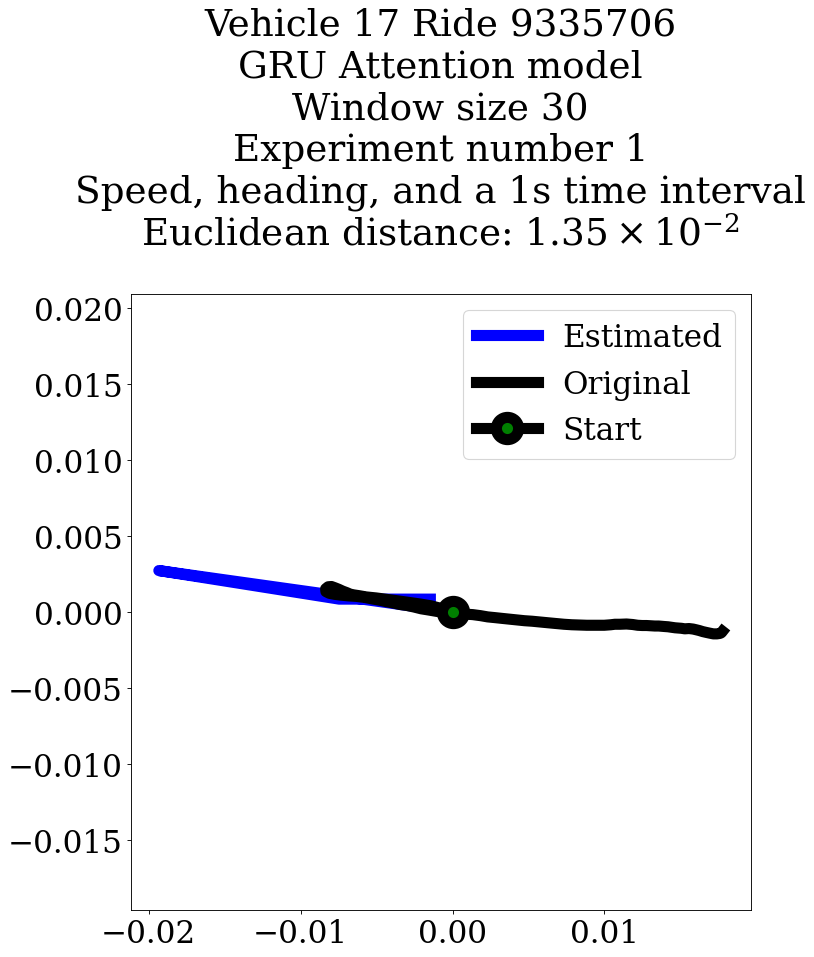 Vehicle 17 Ride 9335706
GRU Attention model
Window size 30
Experiment number 1
Speed, heading, and a 1s time interval
Euclidean distance: 1.35 × 10⁻²
Estimated
Original
Start
0.020
0.015
0.010
0.005
0.000
−0.005
−0.010
−0.015
−0.02 −0.01 0.00 0.01